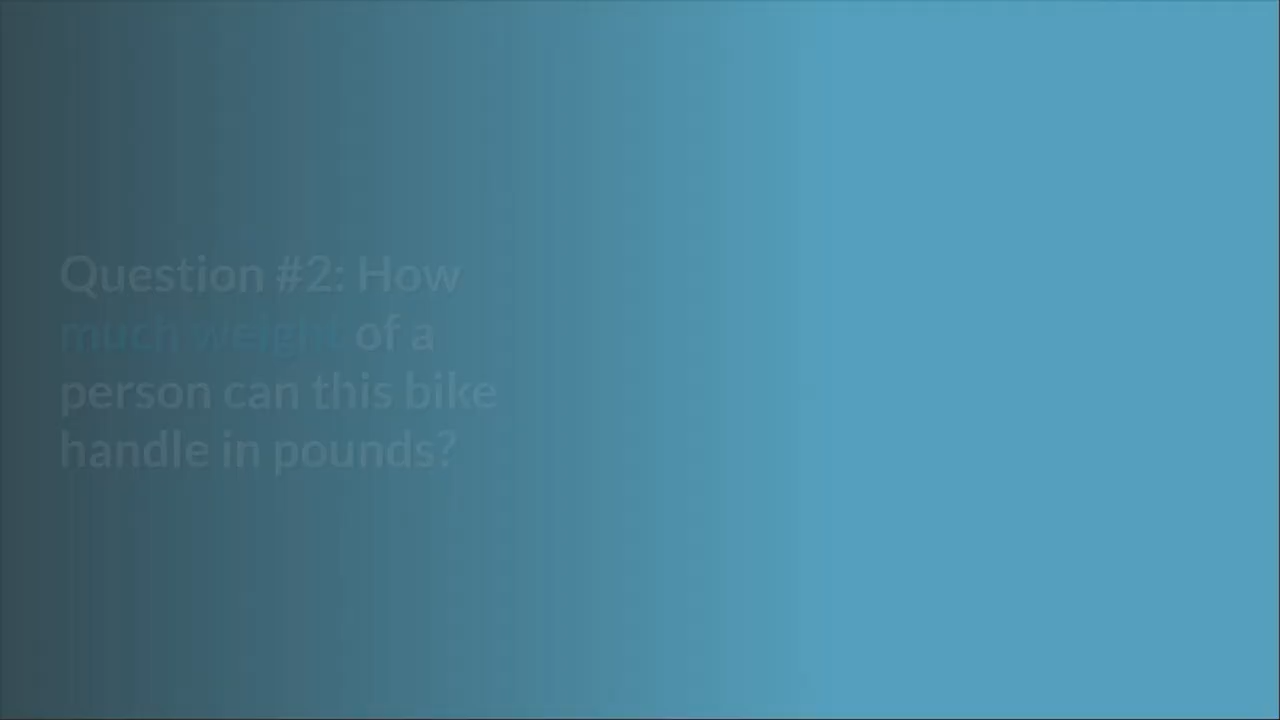 Question #2: How
much weight of a
person can this bike
handle in pounds?